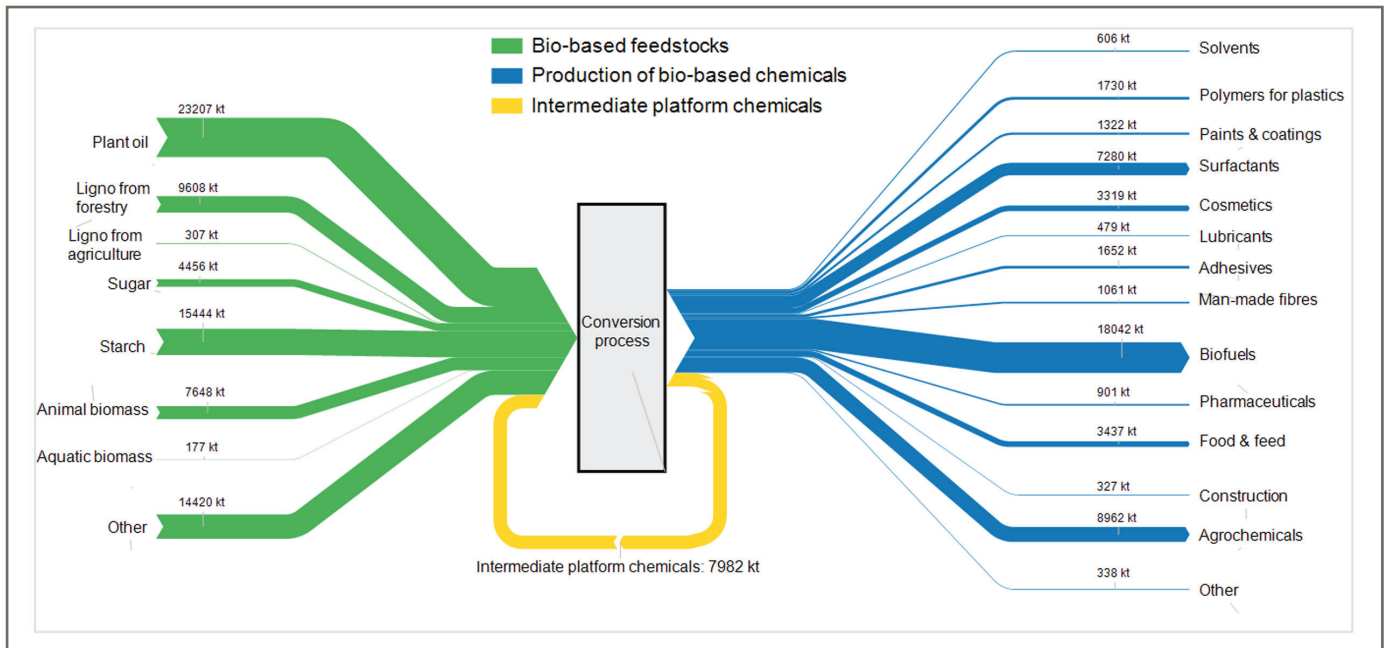 Bio-based feedstocks
Production of bio-based chemicals
Intermediate platform chemicals
23207 kt
Plant oil
9608 kt
Ligno from
forestry
307 kt
Ligno from
agriculture
4456 kt
Sugar
15444 kt
Starch
7648 kt
Animal biomass
177 kt
Aquatic biomass
14420 kt
Other
Conversion
process
Intermediate platform chemicals: 7982 kt
606 kt
Solvents
1730 kt
Polymers for plastics
1322 kt
Paints & coatings
7280 kt
Surfactants
3319 kt
Cosmetics
479 kt
Lubricants
1652 kt
Adhesives
1061 kt
Man-made fibres
18042 kt
Biofuels
901 kt
Pharmaceuticals
3437 kt
Food & feed
327 kt
Construction
8962 kt
Agrochemicals
338 kt
Other